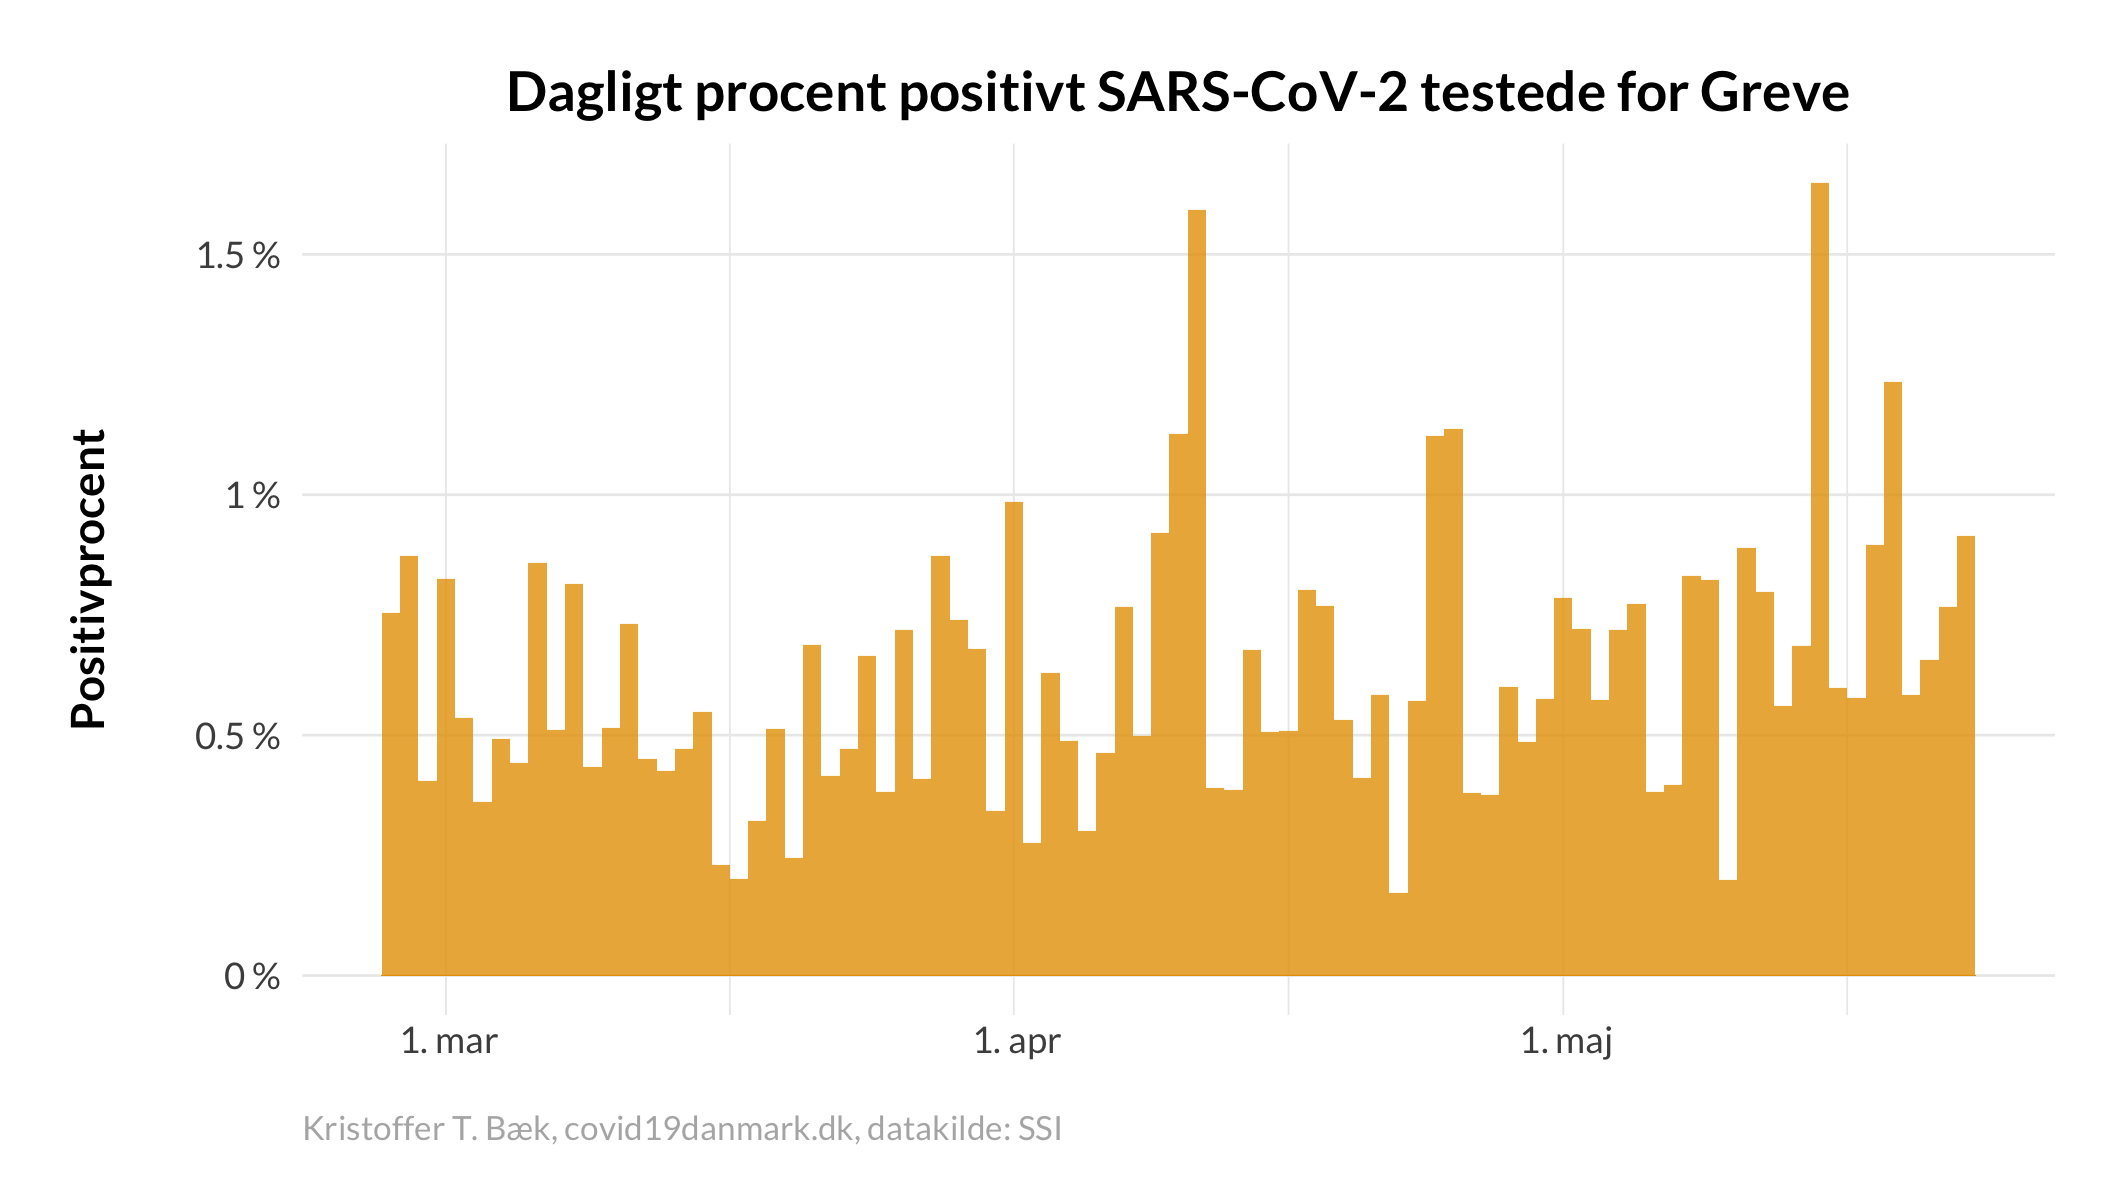 Dagligt procent positivt SARS-CoV-2 testede for Greve
Positivprocent
1.5 %
1 %
0.5 %
0 %
1. mar
1. apr
1. maj
Kristoffer T. Bæk, covid19danmark.dk, datakilde: SSI